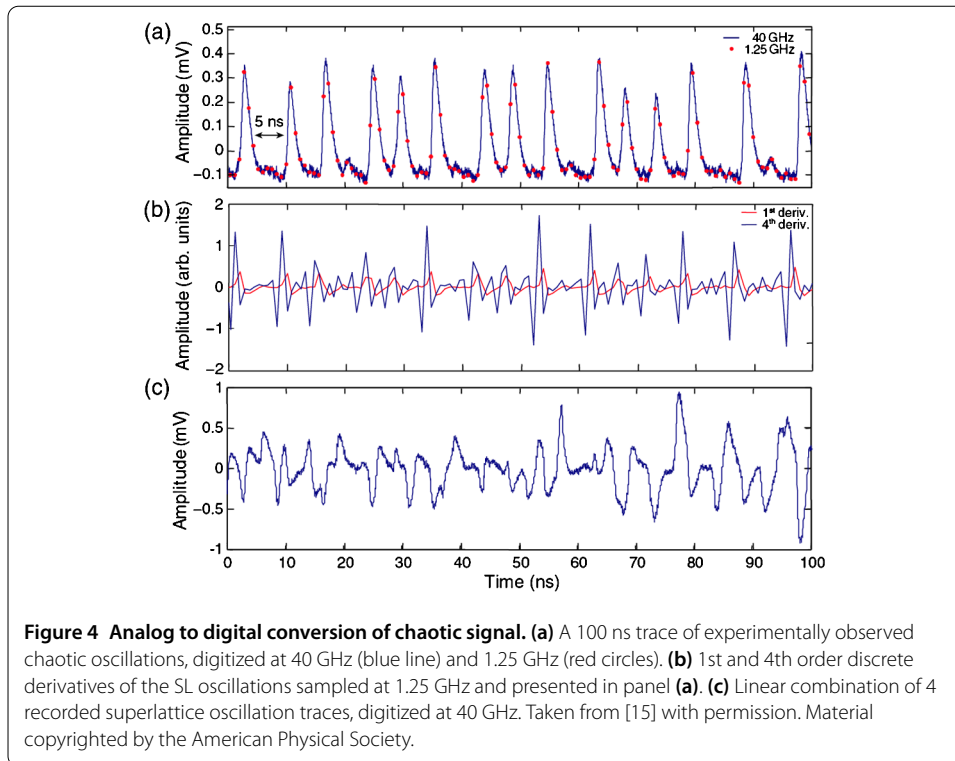 (a)
0.5
0.4
0.3
0.2
0.1
0
−0.1
Amplitude (mV)
40 GHz
1.25 GHz
5 ns
(b)
2
1
0
−1
−2
Amplitude (arb. units)
1st deriv.
4th deriv.
(c)
1
0.5
0
−0.5
-1
Amplitude (mV)
0 10 20 30 40 50 60 70 80 90 100
Time (ns)
Figure 4 Analog to digital conversion of chaotic signal. (a) A 100 ns trace of experimentally observed
chaotic oscillations, digitized at 40 GHz (blue line) and 1.25 GHz (red circles). (b) 1st and 4th order discrete
derivatives of the SL oscillations sampled at 1.25 GHz and presented in panel (a). (c) Linear combination of 4
recorded superlattice oscillation traces, digitized at 40 GHz. Taken from [15] with permission. Material
copyrighted by the American Physical Society.